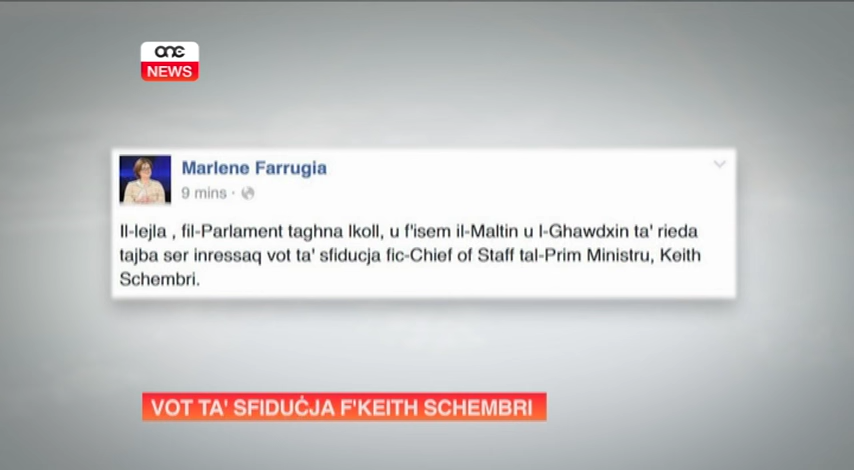 one
NEWS
Marlene Farrugia
9 mins ·
Il-lejla , fil-Parlament taghna lkoll, u f'isem il-Maltin u l-Ghawdxin ta' rieda
tajba ser inressaq vot ta' sfiducja fic-Chief of Staff tal-Prim Ministru, Keith
Schembri.
VOT TA' SFIDUĊJA F'KEITH SCHEMBRI